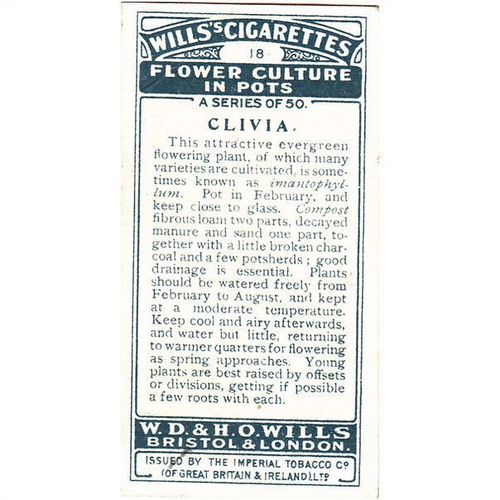 WILLS'S CIGARETTES
18
FLOWER CULTURE
IN POTS
A SERIES OF 50.
CLIVIA.
This attractive evergreen
flowering plant, of which many
varieties are cultivated, is some-
times known as imantophyl-
lum. Pot in February, and
keep close to glass. Compost
fibrous loam two parts, decayed
manure and sand one part, to-
gether with a little broken char-
coal and a few potsherds; good
drainage is essential. Plants
should be watered freely from
February to August, and kept
at a moderate temperature.
Keep cool and airy afterwards,
and water but little, returning
to warmer quarters for flowering
as spring approaches. Young
plants are best raised by offsets
or divisions, getting if possible
a few roots with each.
W.D. & H.O. WILLS
BRISTOL & LONDON.
ISSUED BY THE IMPERIAL TOBACCO Co
(OF GREAT BRITAIN & IRELAND), LTD